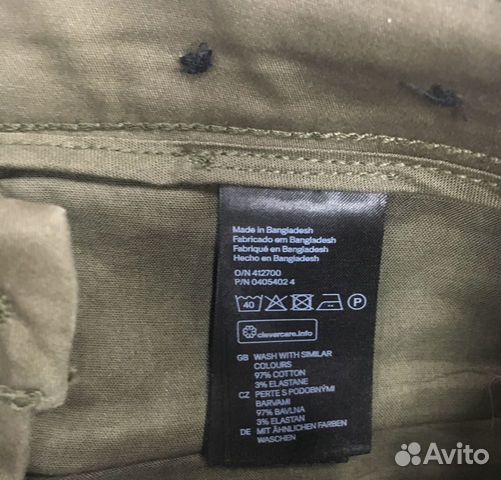 Made in Bangladesh
Fabricado em Bangladesh
Fabriqué en Bangladesh
Hecho en Bangladesh
O/N 412700
P/N 0405402 4
40 P
clevercare.info
GB WASH WITH SIMILAR
COLOURS
97% COTTON
3% ELASTANE
CZ PERTE S PODOBNÝMI
BARVAMI
97% BAVLNA
3% ELASTAN
DE MIT ÄHNLICHEN FARBEN
WASCHEN
Avito